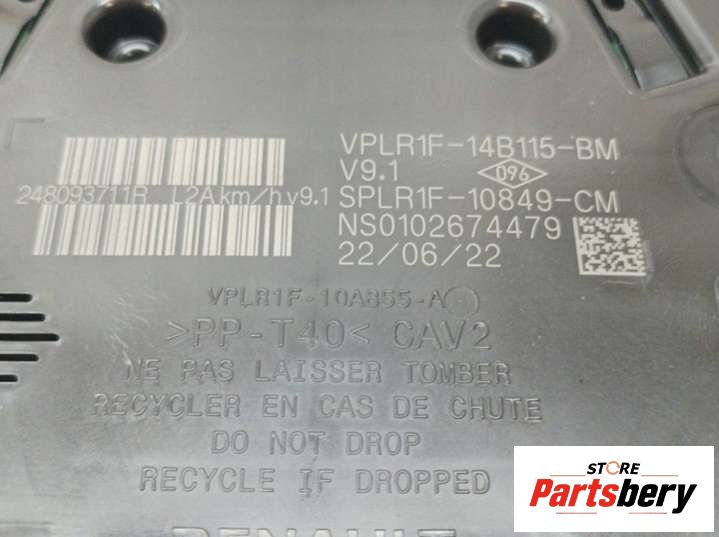 VPLR1F-14B115-BM
V9.1 096
248093711R L2Akm/hv9.1 SPLR1F-10849-CM
NS0102674479
22/06/22
VPLR1F-10A855-A
>PP-T40< CAV2
NE PAS LAISSER TOMBER
RECYCLER EN CAS DE CHUTE
DO NOT DROP
RECYCLE IF DROPPED
RENAULT
STORE
Partsbery